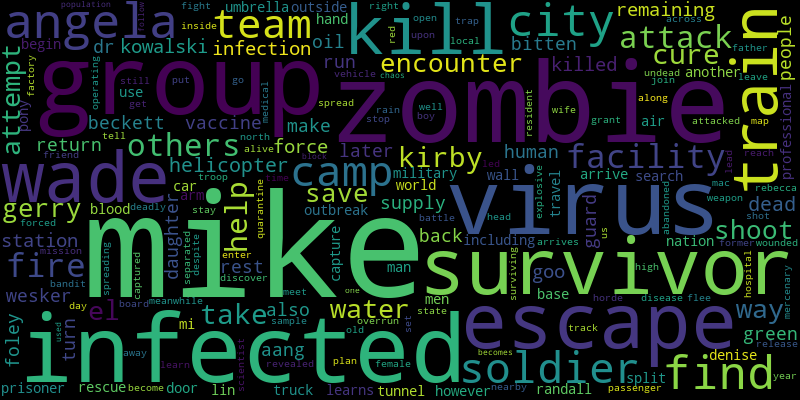 angela team kill city umbrella outside fight inside trap open right across population follow
begin dr kowalski infection hand oil bitten red upon local father remaining attack cure people
attempt pony factory operating group run encounter killed another undead join leave train
still put go vehicle chaos use get medical spread rain stop well boy zombie resident wife grant air along attacked map professional
beckett vaccine make tell north alive force later human wall arrive search lead reach
return others kirby facility rebecca
friend wade helicopter camp block led military world explosive travel mac weapon shot dead
troop car arm quarantine time save supply virus guard abandoned
gerry blood deadly daughter help outbreak battle head us former wounded shoot
station forced stay separated despite back including nation high
mission spreading captured mike capture man surviving survivor hospital mercenary
fire enter rest discover goo disease flee
wesker bandit meanwhile meet one men base horde way
day board take also water arrives escape
foley el turn mi sample overrun set state track green release
used infected aang old becomes soldier denise
away learn revealed plan female find year
prisoner rescue become door lin scientist truck learns tunnel however nearby randall split passenger